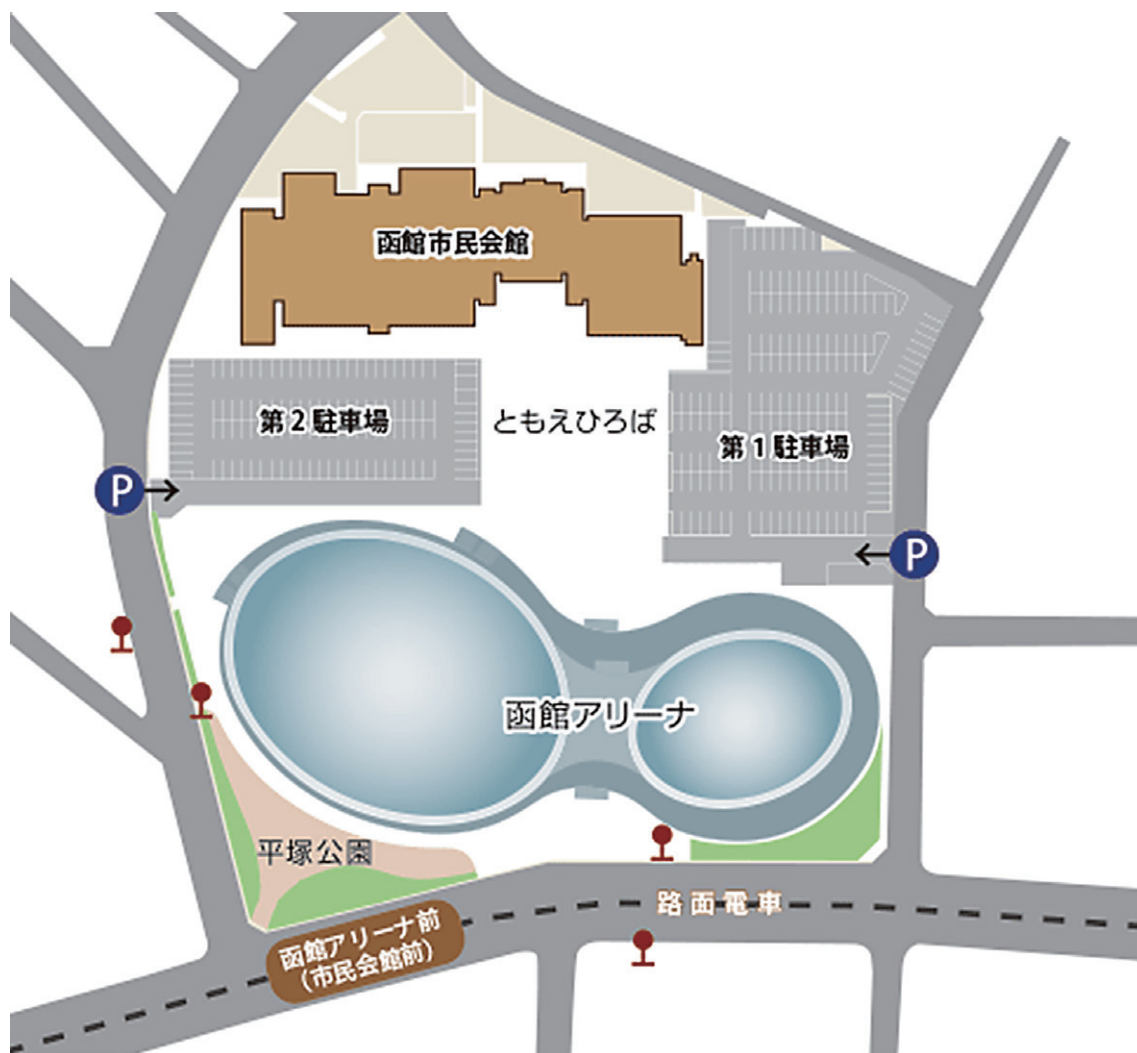 函館市民会館
第2駐車場
ともえひろば
第1駐車場
P
P
函館アリーナ
平塚公園
路面電車
函館アリーナ前
(市民会館前)